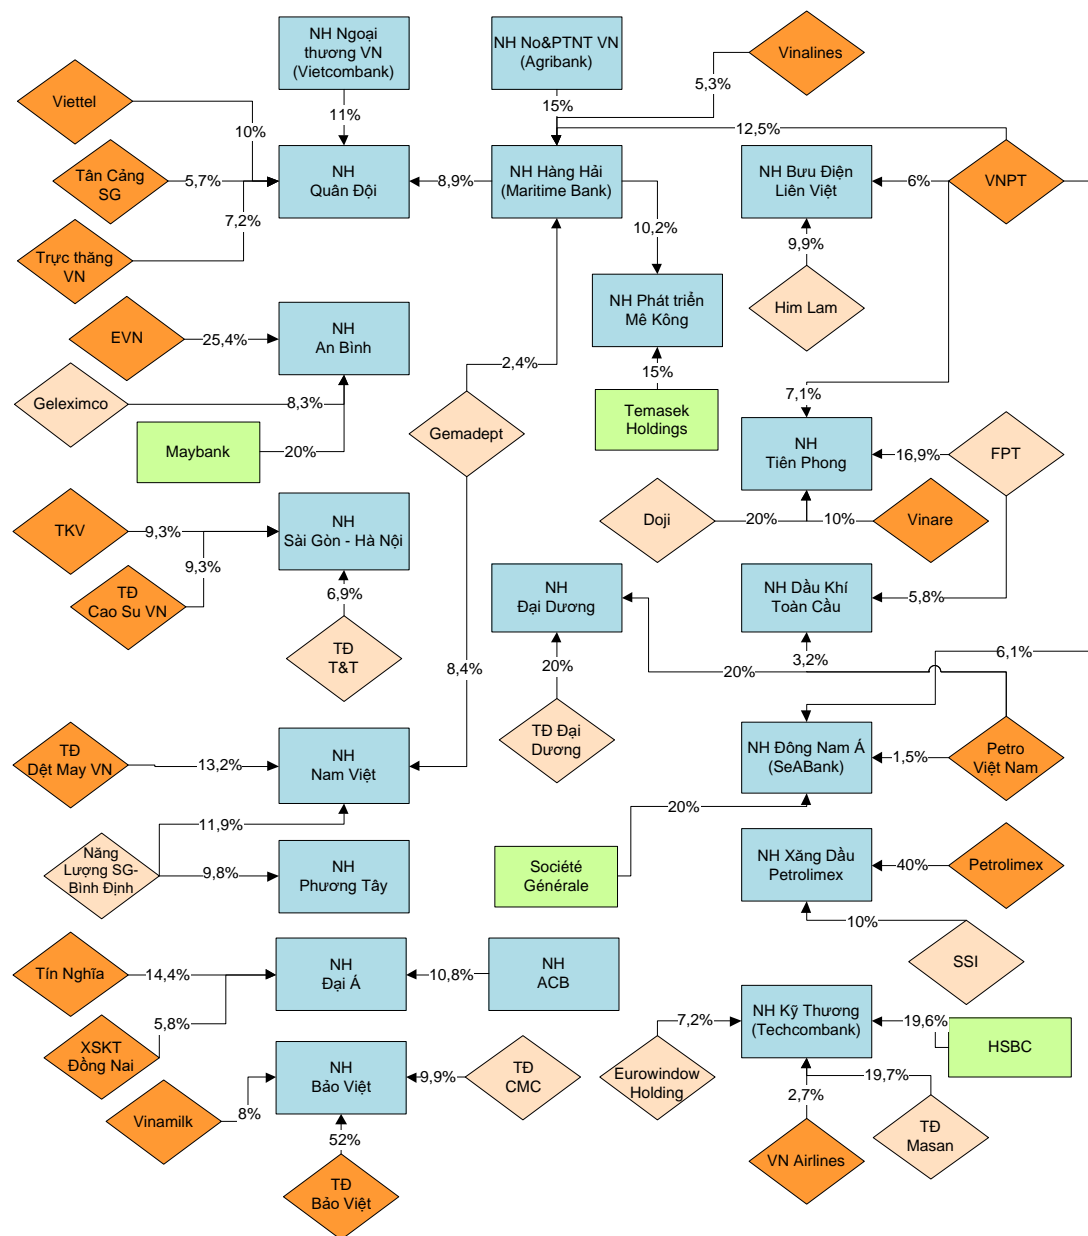 NH Ngoại
thương VN
(Vietcombank)
NH No&PTNT VN
(Agribank)
Vinalines
5,3%
Viettel
11%
15%
10%
12,5%
Tân Cảng
SG
5,7%
NH
Quân Đội
8,9%
NH Hàng Hải
(Maritime Bank)
NH Bưu Điện
Liên Việt
6%
VNPT
7,2%
10,2%
9,9%
Trực thăng
VN
NH Phát triển
Mê Kông
Him Lam
EVN
25,4%
NH
An Bình
2,4%
15%
7,1%
Geleximco
8,3%
Gemadept
Temasek
Holdings
Maybank
20%
NH
Tiên Phong
16,9%
FPT
TKV
9,3%
NH
Sài Gòn - Hà Nội
Doji
20%
10%
Vinare
9,3%
TĐ
Cao Su VN
6,9%
NH
Đại Dương
NH Dầu Khí
Toàn Cầu
5,8%
TĐ
T&T
8,4%
20%
20%
3,2%
6,1%
TĐ
Dệt May VN
13,2%
NH
Nam Việt
TĐ Đại
Dương
NH Đông Nam Á
(SeABank)
1,5%
Petro
Việt Nam
11,9%
20%
Năng
Lượng SG-
Bình Định
9,8%
NH
Phương Tây
Société
Générale
NH Xăng Dầu
Petrolimex
40%
Petrolimex
10%
SSI
Tín Nghĩa
14,4%
NH
Đại Á
10,8%
NH
ACB
5,8%
XSKT
Đồng Nai
7,2%
NH Kỹ Thương
(Techcombank)
19,6%
HSBC
NH
Bảo Việt
9,9%
TĐ
CMC
Eurowindow
Holding
19,7%
2,7%
Vinamilk
8%
52%
VN Airlines
TĐ
Masan
TĐ
Bảo Việt